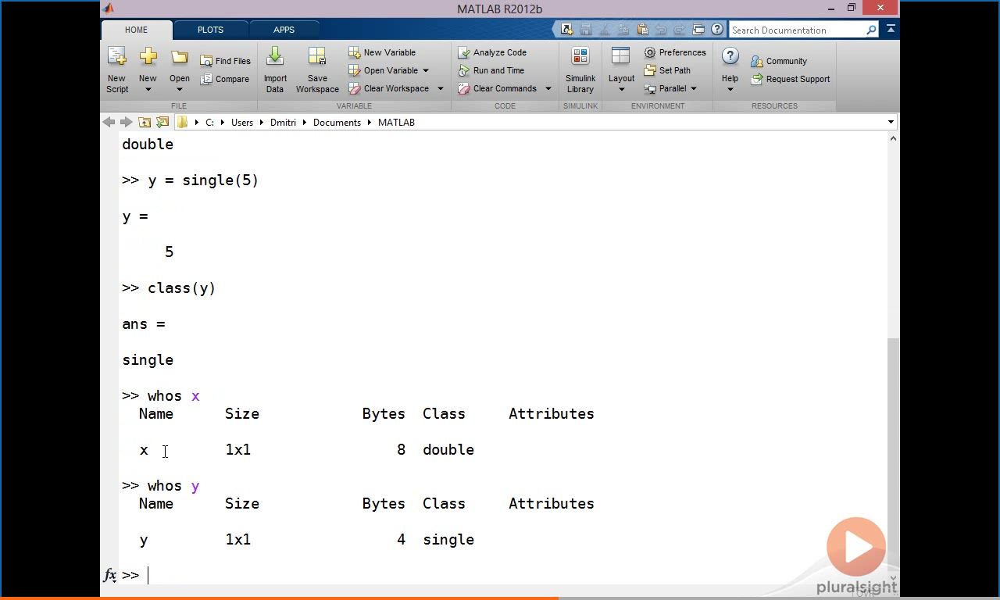 MATLAB R2012b
HOME PLOTS APPS
Search Documentation
New Script
New
Open
Find Files
Compare
Import Data
Save Workspace
New Variable
Open Variable
Clear Workspace
Analyze Code
Run and Time
Clear Commands
Simulink Library
Layout
Preferences
Set Path
Parallel
Help
Community
Request Support
FILE VARIABLE CODE SIMULINK ENVIRONMENT RESOURCES
C: Users Dmitri Documents MATLAB
double
>> y = single(5)
y =
5
>> class(y)
ans =
single
>> whos x
Name Size Bytes Class Attributes
x 1x1 8 double
>> whos y
Name Size Bytes Class Attributes
y 1x1 4 single
fx >>
pluralsight